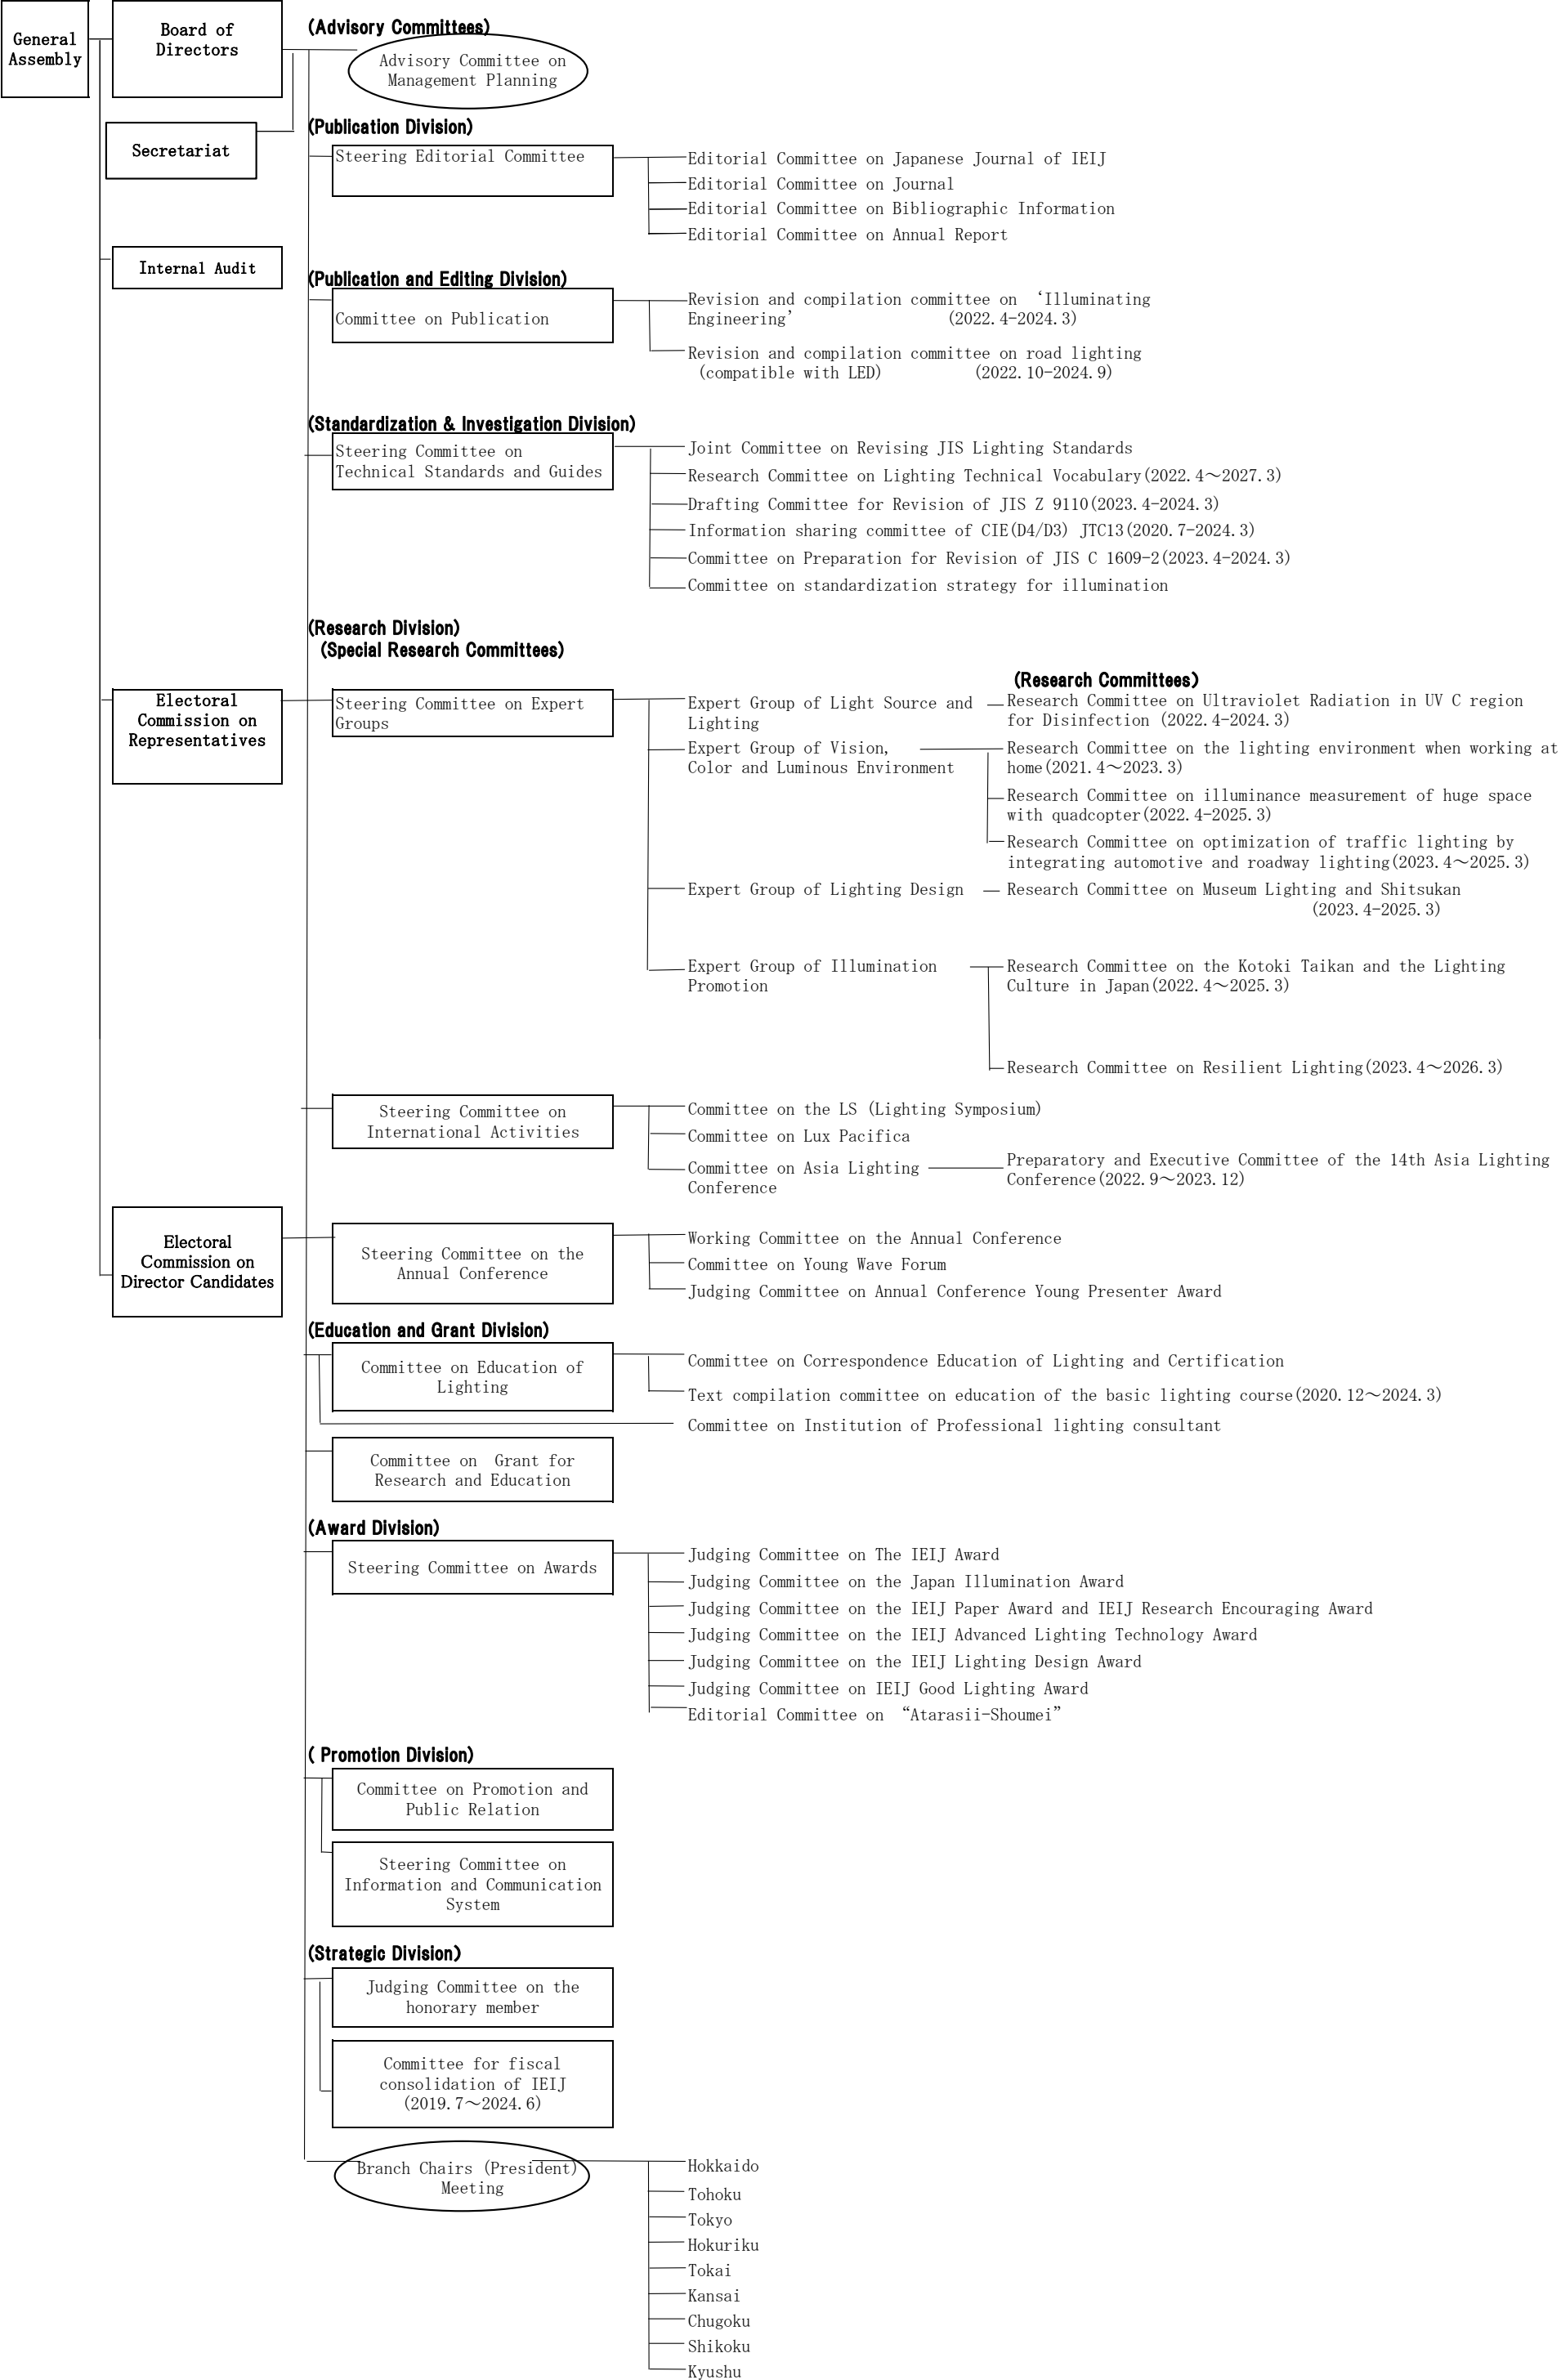 General
Assembly
Board of
Directors
(Advisory Committees)
Advisory Committee on
Management Planning
Secretariat
(Publication Division)
Steering Editorial Committee
Editorial Committee on Japanese Journal of IEIJ
Editorial Committee on Journal
Editorial Committee on Bibliographic Information
Editorial Committee on Annual Report
Internal Audit
(Publication and Editing Division)
Committee on Publication
Revision and compilation committee on ‘Illuminating
Engineering’ (2022.4-2024.3)
Revision and compilation committee on road lighting
(compatible with LED) (2022.10-2024.9)
(Standardization & Investigation Division)
Steering Committee on
Technical Standards and Guides
Joint Committee on Revising JIS Lighting Standards
Research Committee on Lighting Technical Vocabulary(2022.4～2027.3)
Drafting Committee for Revision of JIS Z 9110(2023.4-2024.3)
Information sharing committee of CIE(D4/D3) JTC13(2020.7-2024.3)
Committee on Preparation for Revision of JIS C 1609-2(2023.4-2024.3)
Committee on standardization strategy for illumination
(Research Division)
(Special Research Committees)
(Research Committees)
Electoral
Commission on
Representatives
Steering Committee on Expert
Groups
Expert Group of Light Source and
Lighting
Research Committee on Ultraviolet Radiation in UV C region
for Disinfection (2022.4-2024.3)
Expert Group of Vision,
Color and Luminous Environment
Research Committee on the lighting environment when working at
home(2021.4～2023.3)
Research Committee on illuminance measurement of huge space
with quadcopter(2022.4-2025.3)
Research Committee on optimization of traffic lighting by
integrating automotive and roadway lighting(2023.4～2025.3)
Expert Group of Lighting Design
Research Committee on Museum Lighting and Shitsukan
(2023.4-2025.3)
Expert Group of Illumination
Promotion
Research Committee on the Kotoki Taikan and the Lighting
Culture in Japan(2022.4～2025.3)
Research Committee on Resilient Lighting(2023.4～2026.3)
Steering Committee on
International Activities
Committee on the LS (Lighting Symposium)
Committee on Lux Pacifica
Committee on Asia Lighting
Conference
Preparatory and Executive Committee of the 14th Asia Lighting
Conference(2022.9～2023.12)
Electoral
Commission on
Director Candidates
Steering Committee on the
Annual Conference
Working Committee on the Annual Conference
Committee on Young Wave Forum
Judging Committee on Annual Conference Young Presenter Award
(Education and Grant Division)
Committee on Education of
Lighting
Committee on Correspondence Education of Lighting and Certification
Text compilation committee on education of the basic lighting course(2020.12～2024.3)
Committee on Institution of Professional lighting consultant
Committee on Grant for
Research and Education
(Award Division)
Steering Committee on Awards
Judging Committee on The IEIJ Award
Judging Committee on the Japan Illumination Award
Judging Committee on the IEIJ Paper Award and IEIJ Research Encouraging Award
Judging Committee on the IEIJ Advanced Lighting Technology Award
Judging Committee on the IEIJ Lighting Design Award
Judging Committee on IEIJ Good Lighting Award
Editorial Committee on “Atarasii-Shoumei”
( Promotion Division)
Committee on Promotion and
Public Relation
Steering Committee on
Information and Communication
System
(Strategic Division)
Judging Committee on the
honorary member
Committee for fiscal
consolidation of IEIJ
(2019.7～2024.6)
Branch Chairs (President)
Meeting
Hokkaido
Tohoku
Tokyo
Hokuriku
Tokai
Kansai
Chugoku
Shikoku
Kyushu